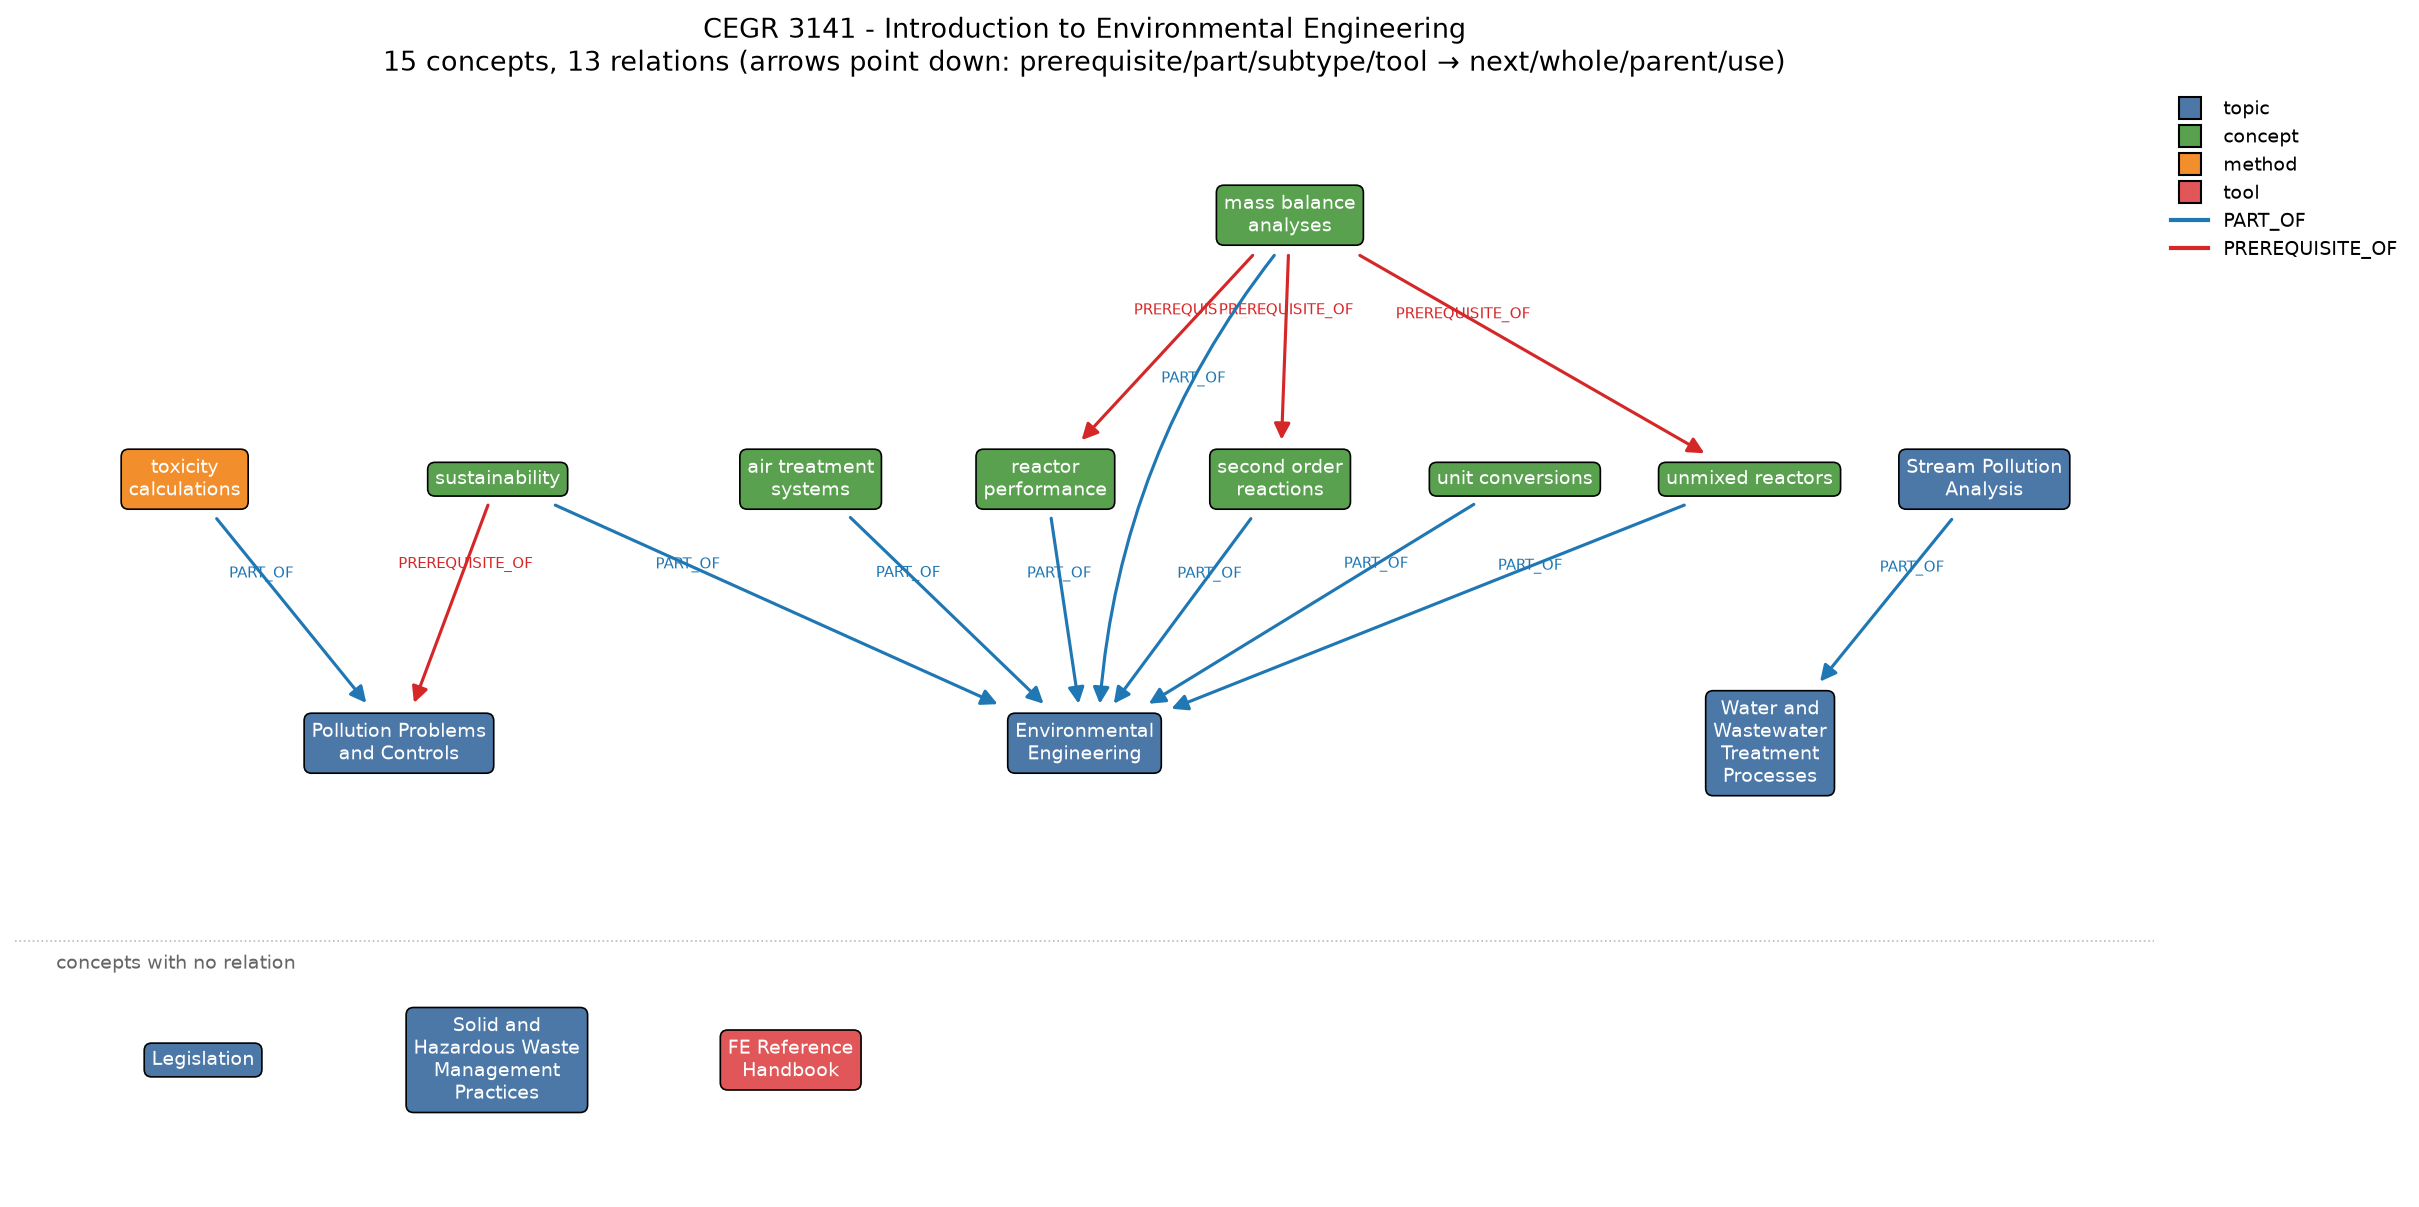 CEGR 3141 - Introduction to Environmental Engineering
15 concepts, 13 relations (arrows point down: prerequisite/part/subtype/tool → next/whole/parent/use)
topic
concept
method
tool
PART_OF
PREREQUISITE_OF
mass balance
analyses
PREREQUIS
PREREQUISITE_OF
PREREQUISITE_OF
PART_OF
toxicity
calculations
sustainability
air treatment
systems
reactor
performance
second order
reactions
unit conversions
unmixed reactors
Stream Pollution
Analysis
PART_OF
PREREQUISITE_OF
PART_OF
PART_OF
PART_OF
PART_OF
PART_OF
PART_OF
PART_OF
Pollution Problems
and Controls
Environmental
Engineering
Water and
Wastewater
Treatment
Processes
concepts with no relation
Legislation
Solid and
Hazardous Waste
Management
Practices
FE Reference
Handbook